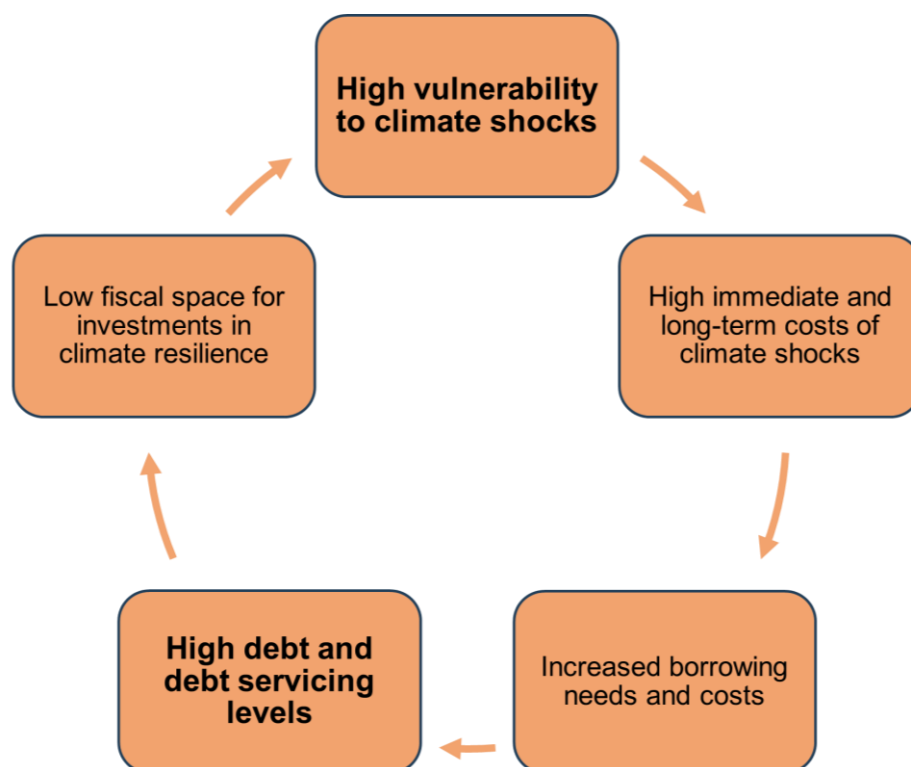 High vulnerability
to climate shocks
High immediate and
long-term costs of
climate shocks
Increased borrowing
needs and costs
High debt and
debt servicing
levels
Low fiscal space for
investments in
climate resilience